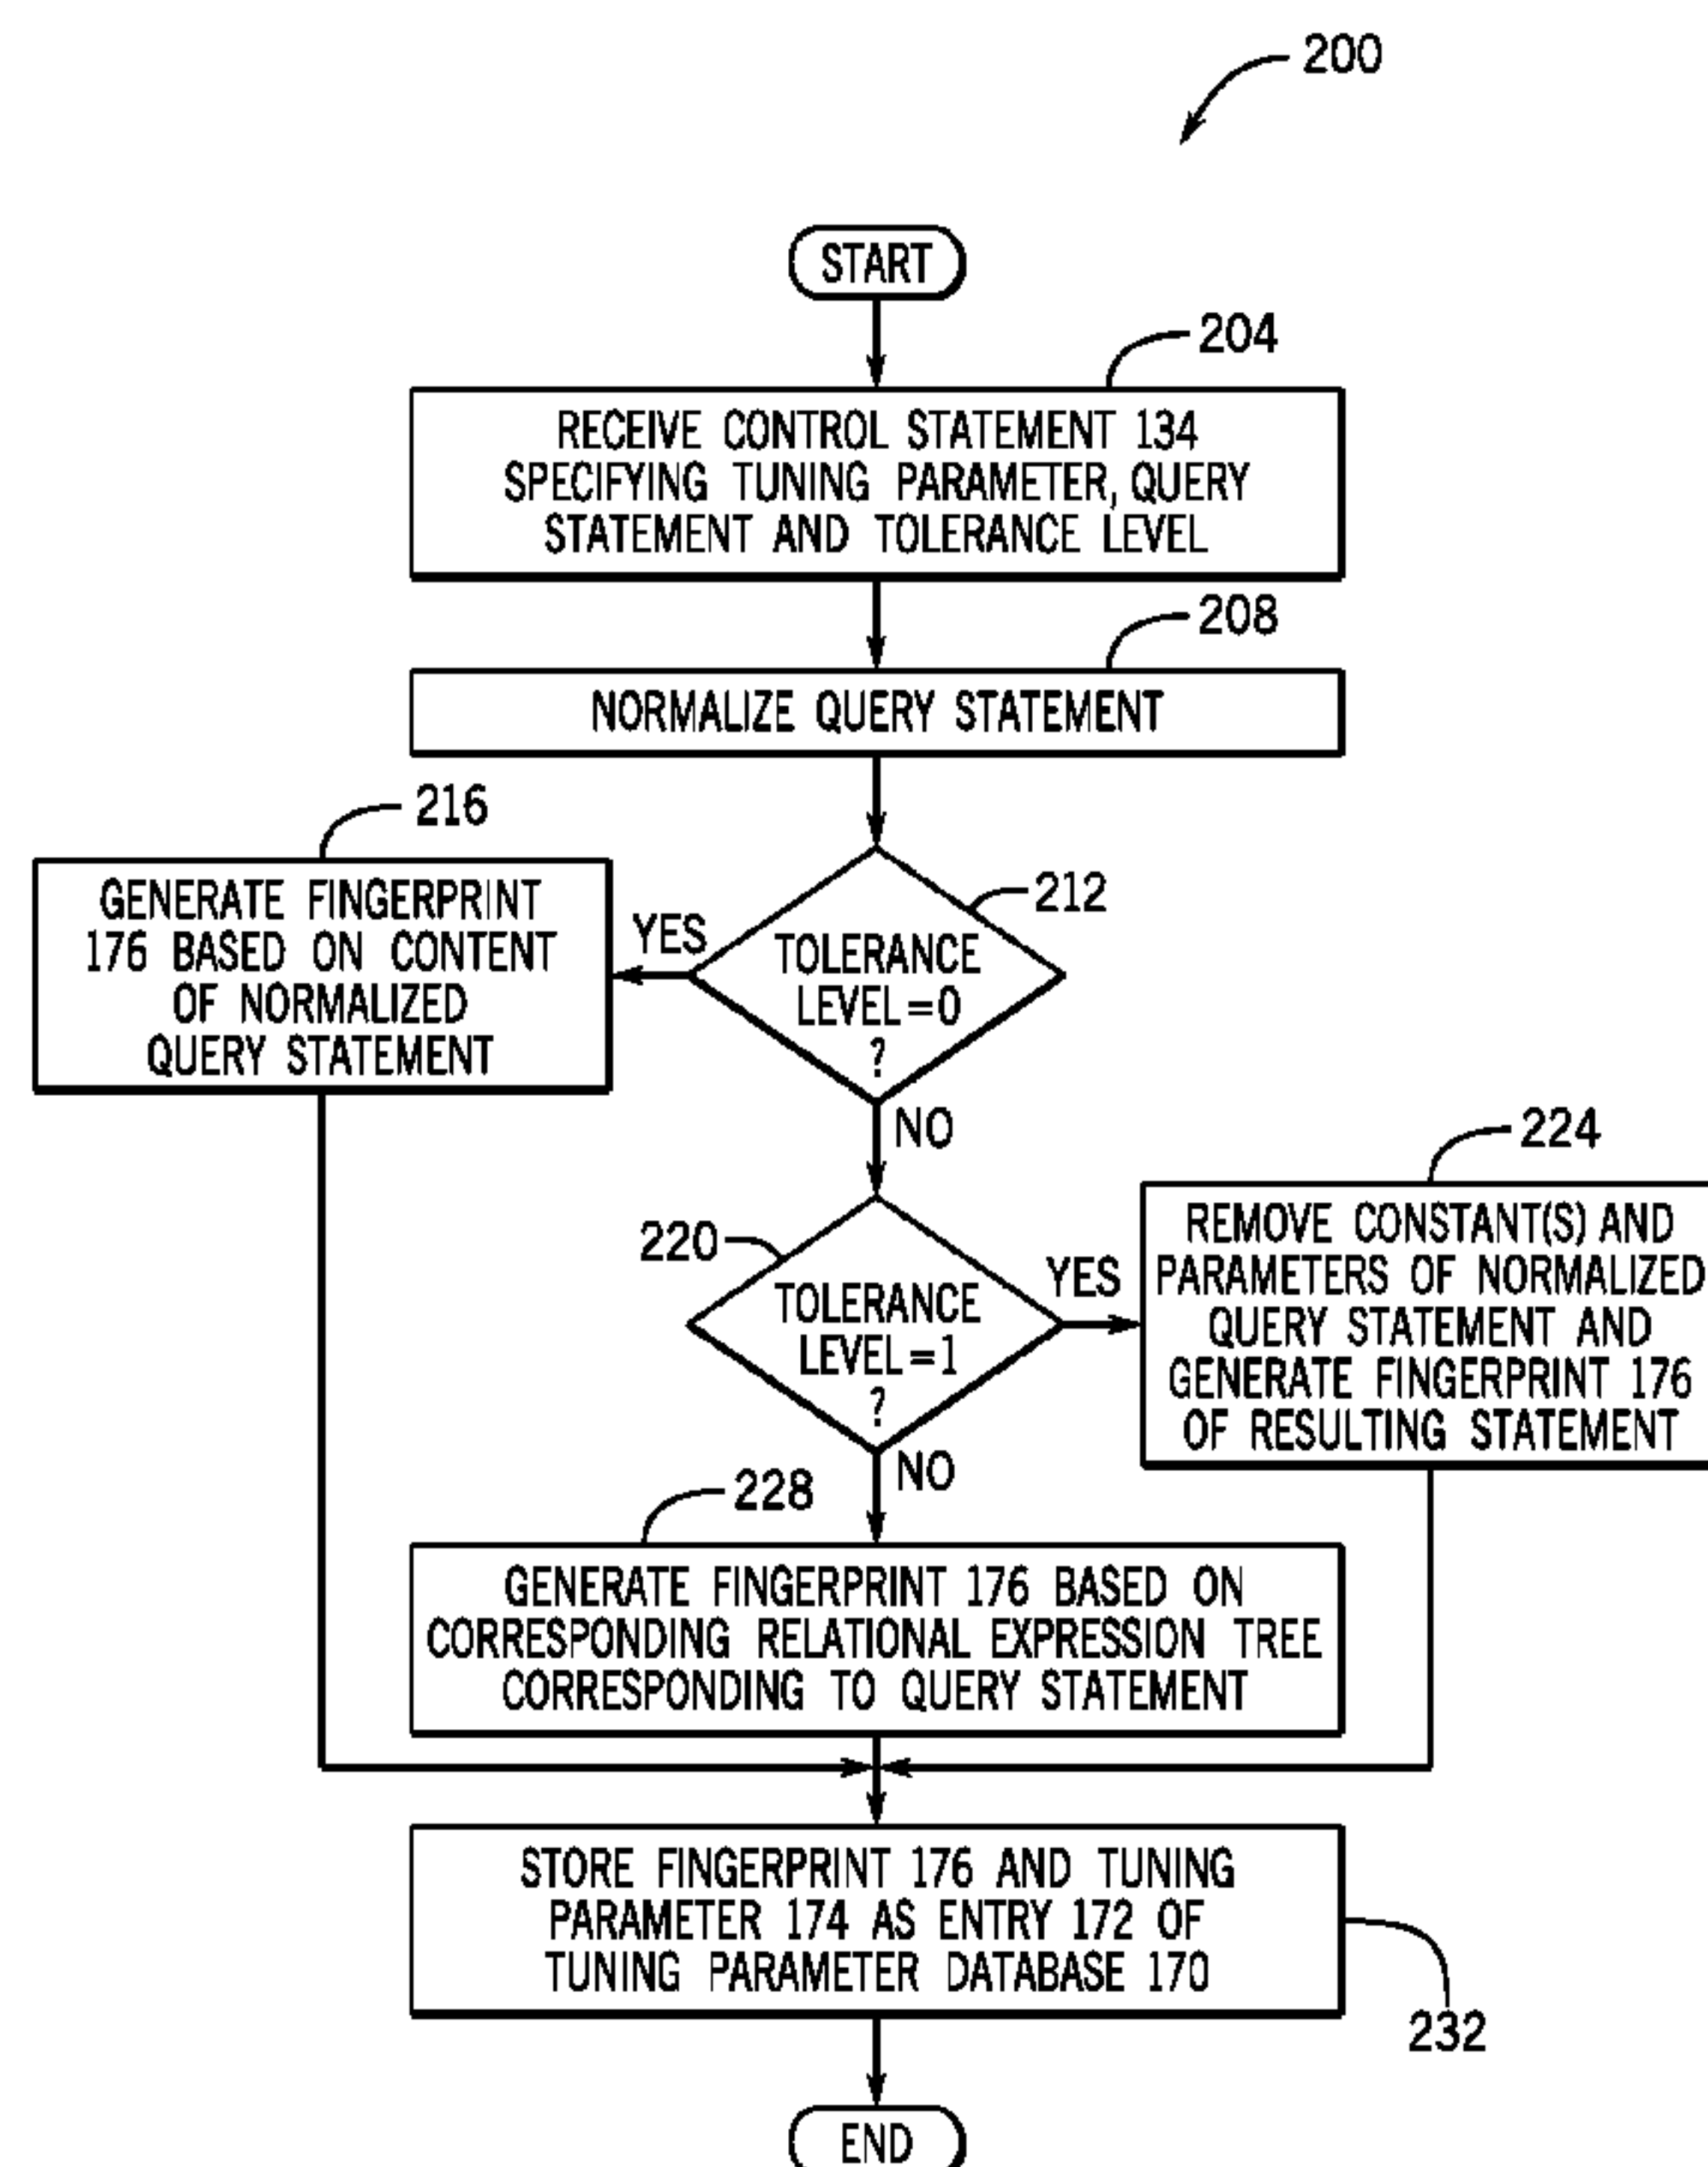 200
START
204
RECEIVE CONTROL STATEMENT 134
SPECIFYING TUNING PARAMETER, QUERY
STATEMENT AND TOLERANCE LEVEL
208
NORMALIZE QUERY STATEMENT
216
GENERATE FINGERPRINT
176 BASED ON CONTENT
OF NORMALIZED
QUERY STATEMENT
YES
212
TOLERANCE
LEVEL=0
?
NO
224
REMOVE CONSTANT(S) AND
PARAMETERS OF NORMALIZED
QUERY STATEMENT AND
GENERATE FINGERPRINT 176
OF RESULTING STATEMENT
220
YES
TOLERANCE
LEVEL=1
?
NO
228
GENERATE FINGERPRINT 176 BASED ON
CORRESPONDING RELATIONAL EXPRESSION TREE
CORRESPONDING TO QUERY STATEMENT
STORE FINGERPRINT 176 AND TUNING
PARAMETER 174 AS ENTRY 172 OF
TUNING PARAMETER DATABASE 170
232
END